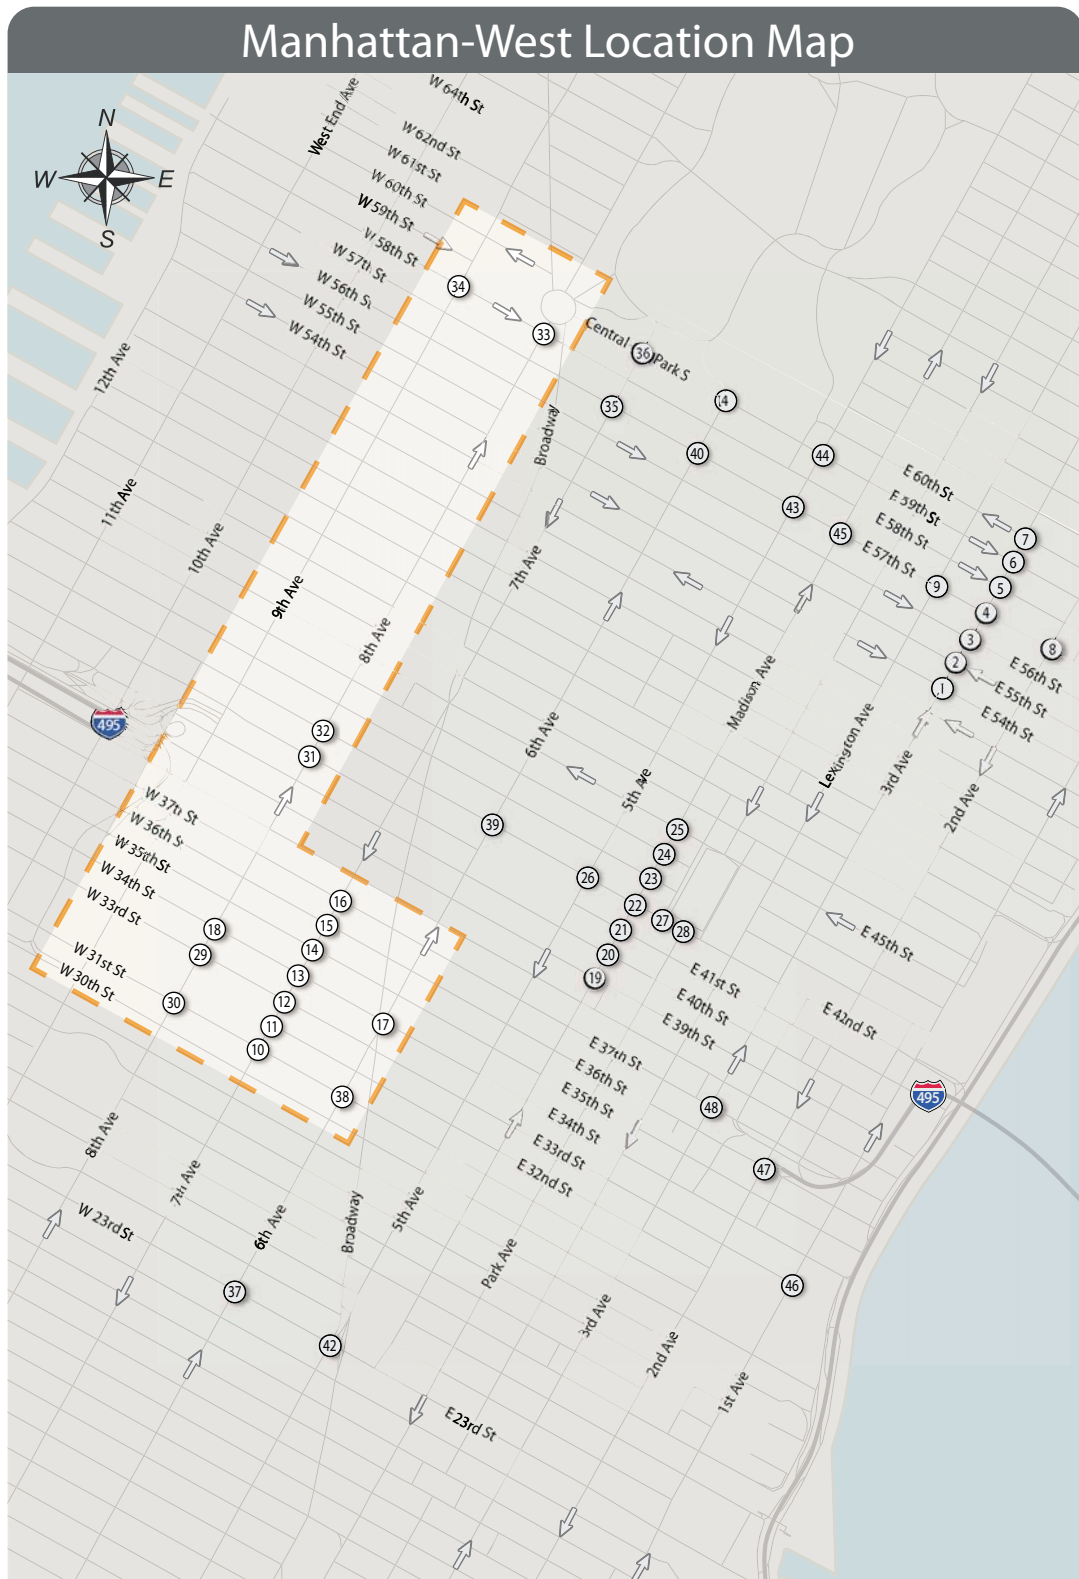 Manhattan-West Location Map
W 64th St
West End Ave
N
W 62nd St
W 61st St
W E
W 60th St
W 59th St
S
W 58th St
W 57th St
W 56th St
34
W 55th St
W 54th St
33
Central Park S
36
12th Ave
35
Broadway
40
44
E 60th St
11th Ave
E 59th St
43
E 58th St
10th Ave
45
7
E 57th St
6
7th Ave
9
5
9th Ave
4
8th Ave
3
8
2
E 56th St
1
E 55th St
Madison Ave
E 54th St
495
32
6th Ave
Lexington Ave
31
3rd Ave
5th Ave
2nd Ave
W 37th St
39
W 36th St
25
W 35th St
24
W 34th St
26
23
W 33rd St
16
22
18
15
21
27
28
E 45th St
29
14
20
W 31st St
13
19
W 30th St
30
12
E 41st St
11
17
E 40th St
E 42nd St
10
E 39th St
E 37th St
38
E 36th St
495
E 35th St
48
8th Ave
E 34th St
E 33rd St
47
7th Ave
E 32nd St
W 23rd St
6th Ave
Broadway
5th Ave
Park Ave
37
46
3rd Ave
42
2nd Ave
1st Ave
E 23rd St